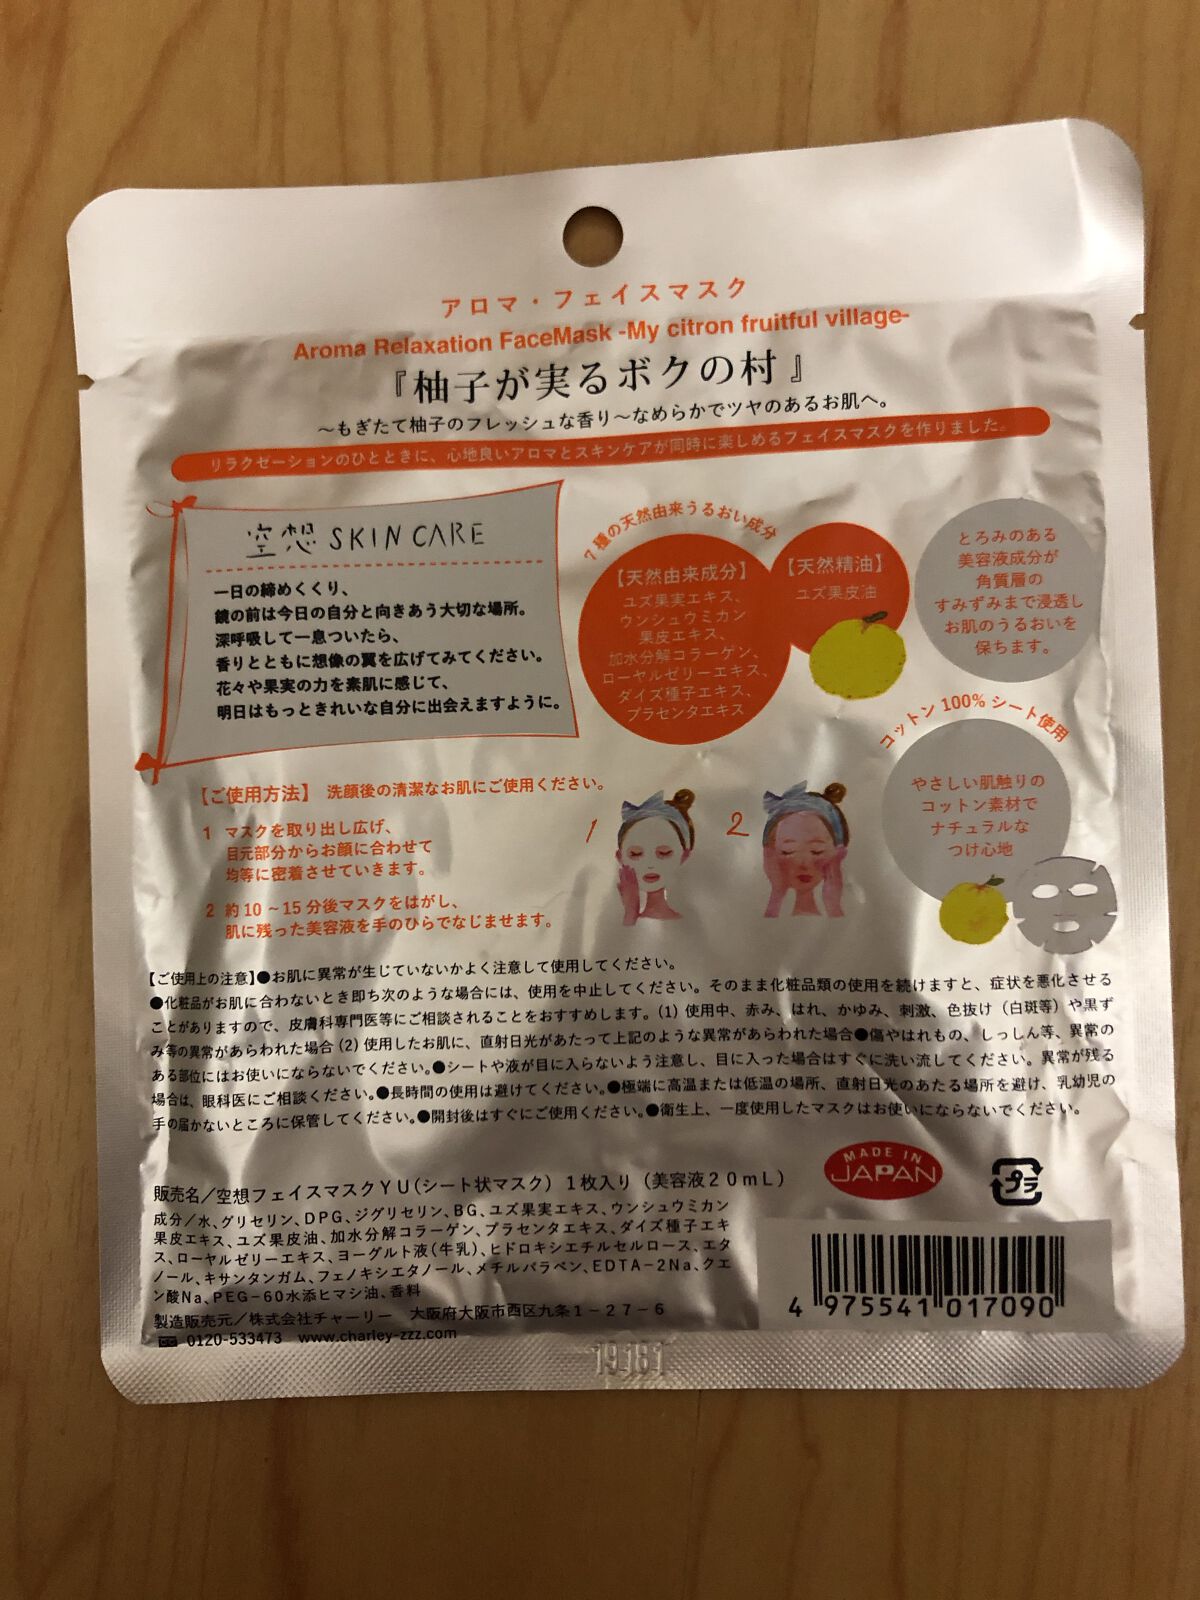 アロマ・フェイスマスク
Aroma Relaxation FaceMask -My citron fruitful village-
『柚子が実るボクの村』
～もぎたて柚子のフレッシュな香り～なめらかでツヤのあるお肌へ。
リラクゼーションのひとときに、心地良いアロマとスキンケアが同時に楽しめるフェイスマスクを作りました。
空想 SKIN CARE
一日の締めくくり、
鏡の前は今日の自分と向きあう大切な場所。
深呼吸して一息ついたら、
香りとともに想像の翼を広げてみてください。
花々や果実の力を素肌に感じて、
明日はもっときれいな自分に出会えますように。
7種の天然由来うるおい成分
【天然由来成分】
ユズ果実エキス、
ウンシュウミカン
果皮エキス、
加水分解コラーゲン、
ローヤルゼリーエキス、
ダイズ種子エキス、
プラセンタエキス
【天然精油】
ユズ果皮油
とろみのある
美容液成分が
角質層の
すみずみまで浸透し
お肌のうるおいを
保ちます。
コットン100%シート使用
やさしい肌触りの
コットン素材で
ナチュラルな
つけ心地
【ご使用方法】 洗顔後の清潔なお肌にご使用ください。
1 マスクを取り出し広げ、
目元部分からお顔に合わせて
均等に密着させていきます。
2 約10～15分後マスクをはがし、
肌に残った美容液を手のひらでなじませます。
1
2
【ご使用上の注意】●お肌に異常が生じていないかよく注意して使用してください。
●化粧品がお肌に合わないとき即ち次のような場合には、使用を中止してください。そのまま化粧品類の使用を続けますと、症状を悪化させる
ことがありますので、皮膚科専門医等にご相談されることをおすすめします。(1) 使用中、赤み、はれ、かゆみ、刺激、色抜け（白斑等）や黒ず
み等の異常があらわれた場合 (2) 使用したお肌に、直射日光があたって上記のような異常があらわれた場合●傷やはれもの、しっしん等、異常の
ある部位にはお使いにならないでください。●シートや液が目に入らないよう注意し、目に入った場合はすぐに洗い流してください。異常が残る
場合は、眼科医にご相談ください。●長時間の使用は避けてください。●極端に高温または低温の場所、直射日光のあたる場所を避け、乳幼児の
手の届かないところに保管してください。●開封後はすぐにご使用ください。●衛生上、一度使用したマスクはお使いにならないでください。
MADE IN
JAPAN
プラ
販売名／空想フェイスマスクＹＵ（シート状マスク）１枚入り（美容液２０ｍＬ）
成分／水、グリセリン、DPG、ジグリセリン、BG、ユズ果実エキス、ウンシュウミカン
果皮エキス、ユズ果皮油、加水分解コラーゲン、プラセンタエキス、ダイズ種子エキ
ス、ローヤルゼリーエキス、ヨーグルト液（牛乳）、ヒドロキシエチルセルロース、エタ
ノール、キサンタンガム、フェノキシエタノール、メチルパラベン、EDTA－2Na、クエ
ン酸Na、PEG－60水添ヒマシ油、香料
製造販売元／株式会社チャーリー 大阪府大阪市西区九条１－２７－６
0120-533473 www.charley-zzz.com
4 975541 017090
19181